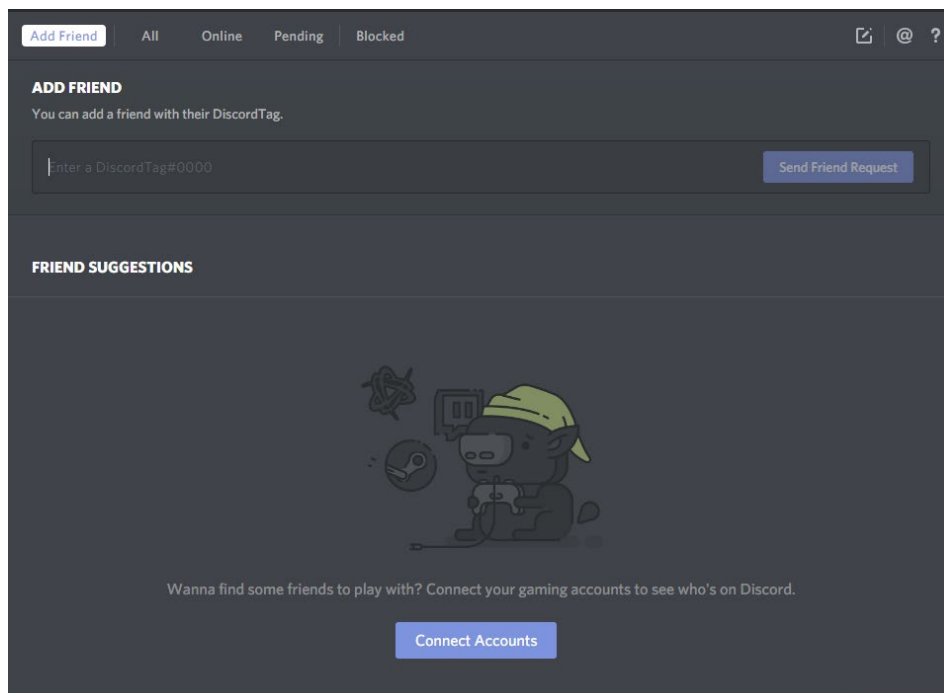 Add Friend All Online Pending Blocked @ ?
ADD FRIEND
You can add a friend with their DiscordTag.
Enter a DiscordTag#0000 Send Friend Request
FRIEND SUGGESTIONS
Wanna find some friends to play with? Connect your gaming accounts to see who's on Discord.
Connect Accounts